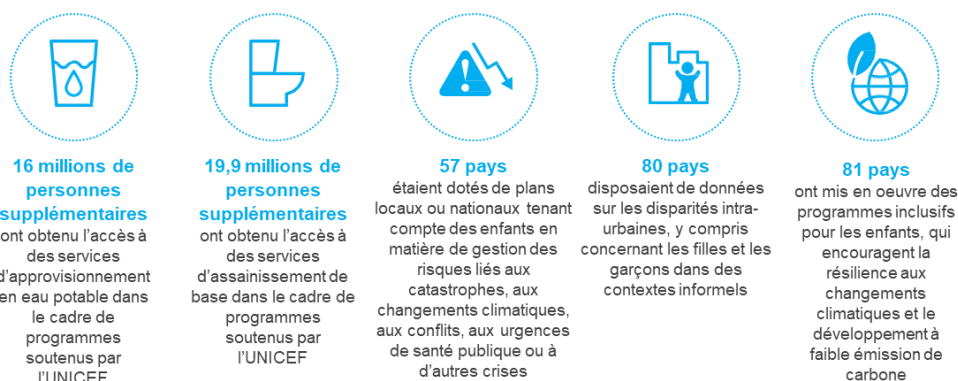 16 millions de
personnes
supplémentaires
ont obtenu l'accès à
des services
d'approvisionnement
en eau potable dans
le cadre de
programmes
soutenus par
l'UNICEF
19,9 millions de
personnes
supplémentaires
ont obtenu l'accès à
des services
d'assainissement de
base dans le cadre de
programmes
soutenus par
l'UNICEF
57 pays
étaient dotés de plans
locaux ou nationaux tenant
compte des enfants en
matière de gestion des
risques liés aux
catastrophes, aux
changements climatiques,
aux conflits, aux urgences
de santé publique ou à
d'autres crises
80 pays
disposaient de données
sur les disparités intra-
urbaines, y compris
concernant les filles et les
garçons dans des
contextes informels
81 pays
ont mis en oeuvre des
programmes inclusifs
pour les enfants, qui
encouragent la
résilience aux
changements
climatiques et le
développement à
faible émission de
carbone